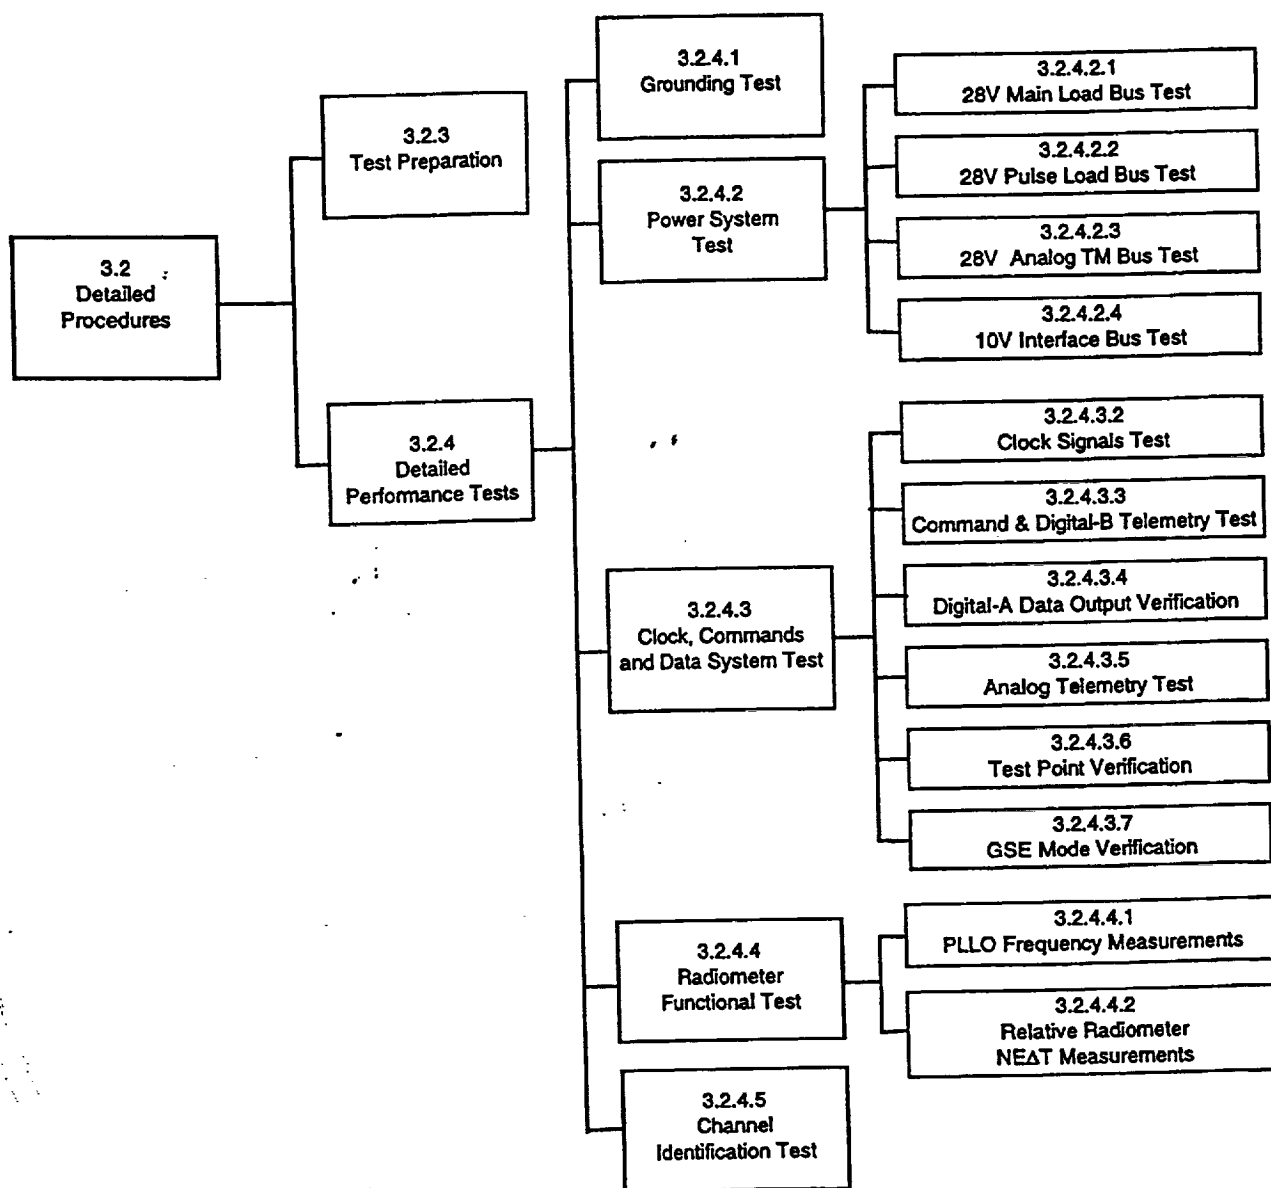 3.2
Detailed
Procedures
3.2.3
Test Preparation
3.2.4
Detailed
Performance Tests
3.2.4.1
Grounding Test
3.2.4.2
Power System
Test
3.2.4.2.1
28V Main Load Bus Test
3.2.4.2.2
28V Pulse Load Bus Test
3.2.4.2.3
28V Analog TM Bus Test
3.2.4.2.4
10V Interface Bus Test
3.2.4.3
Clock, Commands
and Data System Test
3.2.4.3.2
Clock Signals Test
3.2.4.3.3
Command & Digital-B Telemetry Test
3.2.4.3.4
Digital-A Data Output Verification
3.2.4.3.5
Analog Telemetry Test
3.2.4.3.6
Test Point Verification
3.2.4.3.7
GSE Mode Verification
3.2.4.4
Radiometer
Functional Test
3.2.4.4.1
PLLO Frequency Measurements
3.2.4.4.2
Relative Radiometer
NEΔT Measurements
3.2.4.5
Channel
Identification Test